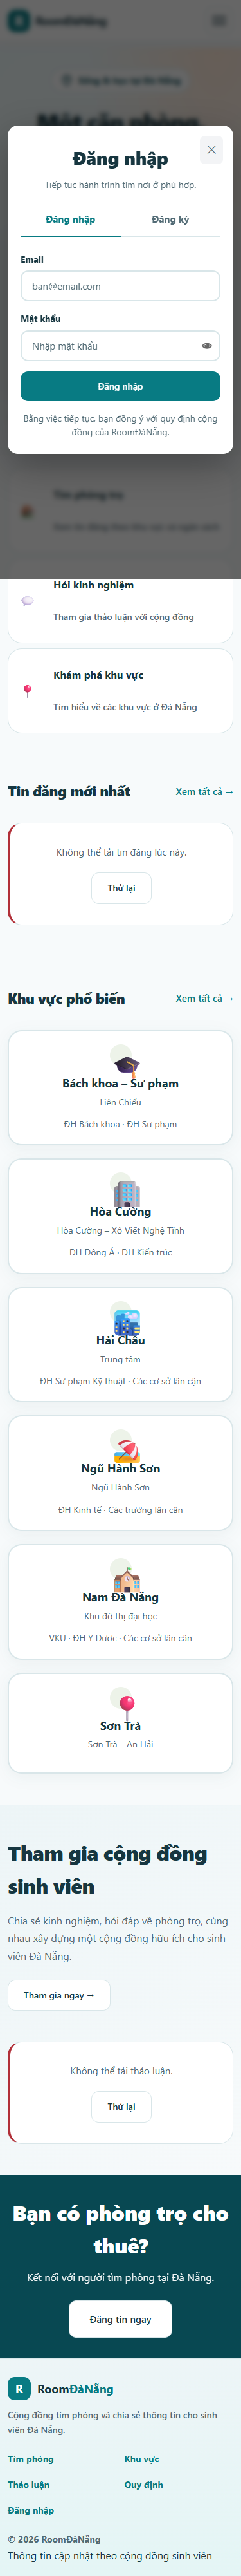 R RoomĐàNẵng
Đăng nhập
Tiếp tục hành trình tìm nơi ở phù hợp.
Đăng nhập Đăng ký
Email
ban@email.com
Mật khẩu
Nhập mật khẩu
Đăng nhập
Bằng việc tiếp tục, bạn đồng ý với quy định cộng
đồng của RoomĐàNẵng.
Tìm phòng trọ
Hỏi kinh nghiệm
Tham gia thảo luận với cộng đồng
Khám phá khu vực
Tìm hiểu về các khu vực ở Đà Nẵng
Tin đăng mới nhất
Xem tất cả →
Không thể tải tin đăng lúc này.
Thử lại
Khu vực phổ biến
Xem tất cả →
Bách khoa – Sư phạm
Liên Chiểu
ĐH Bách khoa · ĐH Sư phạm
Hòa Cường
Hòa Cường – Xô Viết Nghệ Tĩnh
ĐH Đông Á · ĐH Kiến trúc
Hải Châu
Trung tâm
ĐH Sư phạm Kỹ thuật · Các cơ sở lân cận
Ngũ Hành Sơn
Ngũ Hành Sơn
ĐH Kinh tế · Các trường lân cận
Nam Đà Nẵng
Khu đô thị đại học
VKU · ĐH Y Dược · Các cơ sở lân cận
Sơn Trà
Sơn Trà – An Hải
Tham gia cộng đồng
sinh viên
Chia sẻ kinh nghiệm, hỏi đáp về phòng trọ, cùng
nhau xây dựng một cộng đồng hữu ích cho sinh
viên Đà Nẵng.
Tham gia ngay →
Không thể tải thảo luận.
Thử lại
Bạn có phòng trọ cho
thuê?
Kết nối với người tìm phòng tại Đà Nẵng.
Đăng tin ngay
R RoomĐàNẵng
Cộng đồng tìm phòng và chia sẻ thông tin cho sinh
viên Đà Nẵng.
Tìm phòng Khu vực
Thảo luận Quy định
Đăng nhập
© 2026 RoomĐàNẵng
Thông tin cập nhật theo cộng đồng sinh viên